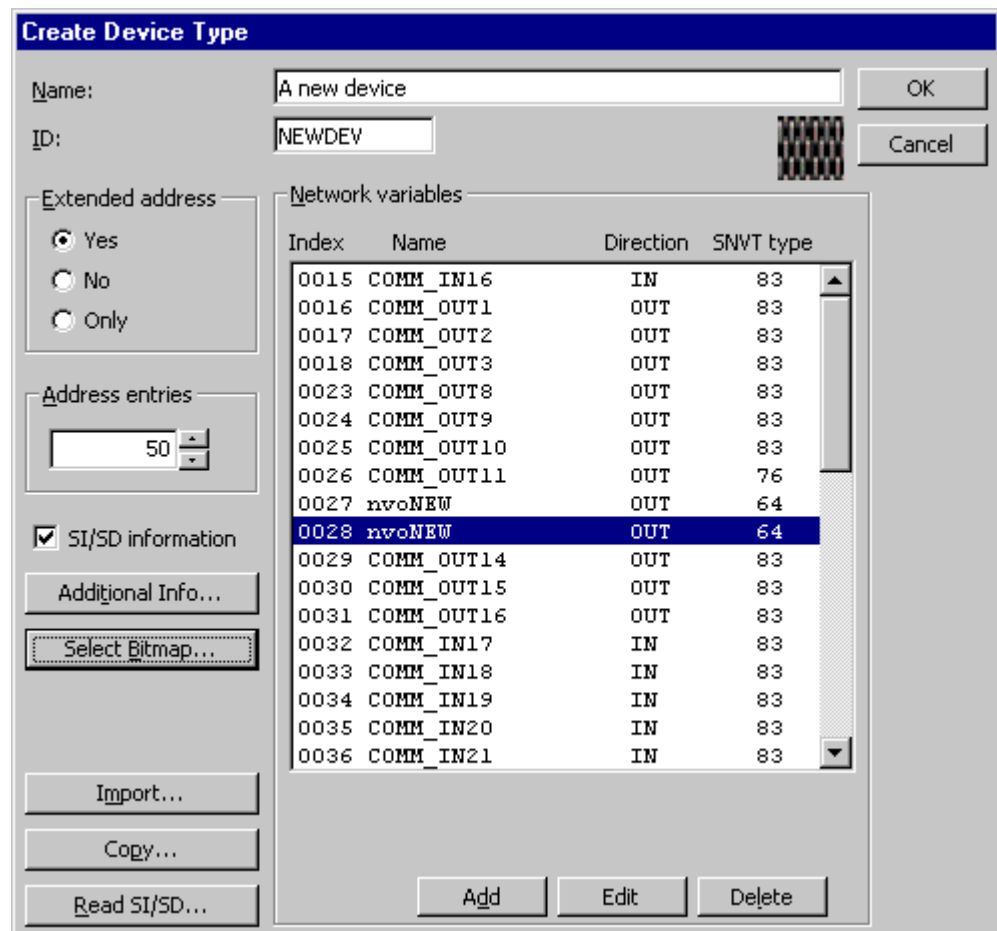 Create Device Type
Name: A new device OK
ID: NEWDEV Cancel
Extended address
Yes
No
Only
Address entries
50
SI/SD information
Additional Info...
Select Bitmap...
Import...
Copy...
Read SI/SD...
Network variables
Index Name Direction SNVT type
0015 COMM_IN16 IN 83
0016 COMM_OUT1 OUT 83
0017 COMM_OUT2 OUT 83
0018 COMM_OUT3 OUT 83
0023 COMM_OUT8 OUT 83
0024 COMM_OUT9 OUT 83
0025 COMM_OUT10 OUT 83
0026 COMM_OUT11 OUT 76
0027 nvoNEW OUT 64
0028 nvoNEW OUT 64
0029 COMM_OUT14 OUT 83
0030 COMM_OUT15 OUT 83
0031 COMM_OUT16 OUT 83
0032 COMM_IN17 IN 83
0033 COMM_IN18 IN 83
0034 COMM_IN19 IN 83
0035 COMM_IN20 IN 83
0036 COMM_IN21 IN 83
Add Edit Delete